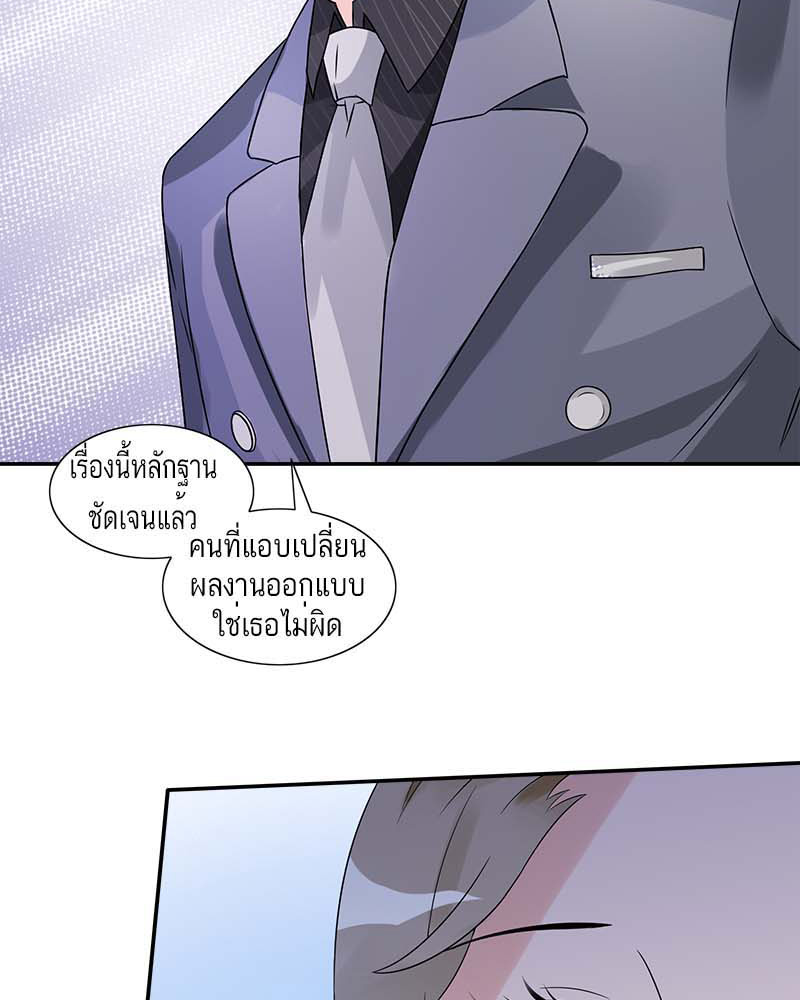 เรื่องนี้หลักฐาน
ชัดเจนแล้ว
คนที่แอบเปลี่ยน
ผลงานออกแบบ
ใช่เธอไม่ผิด